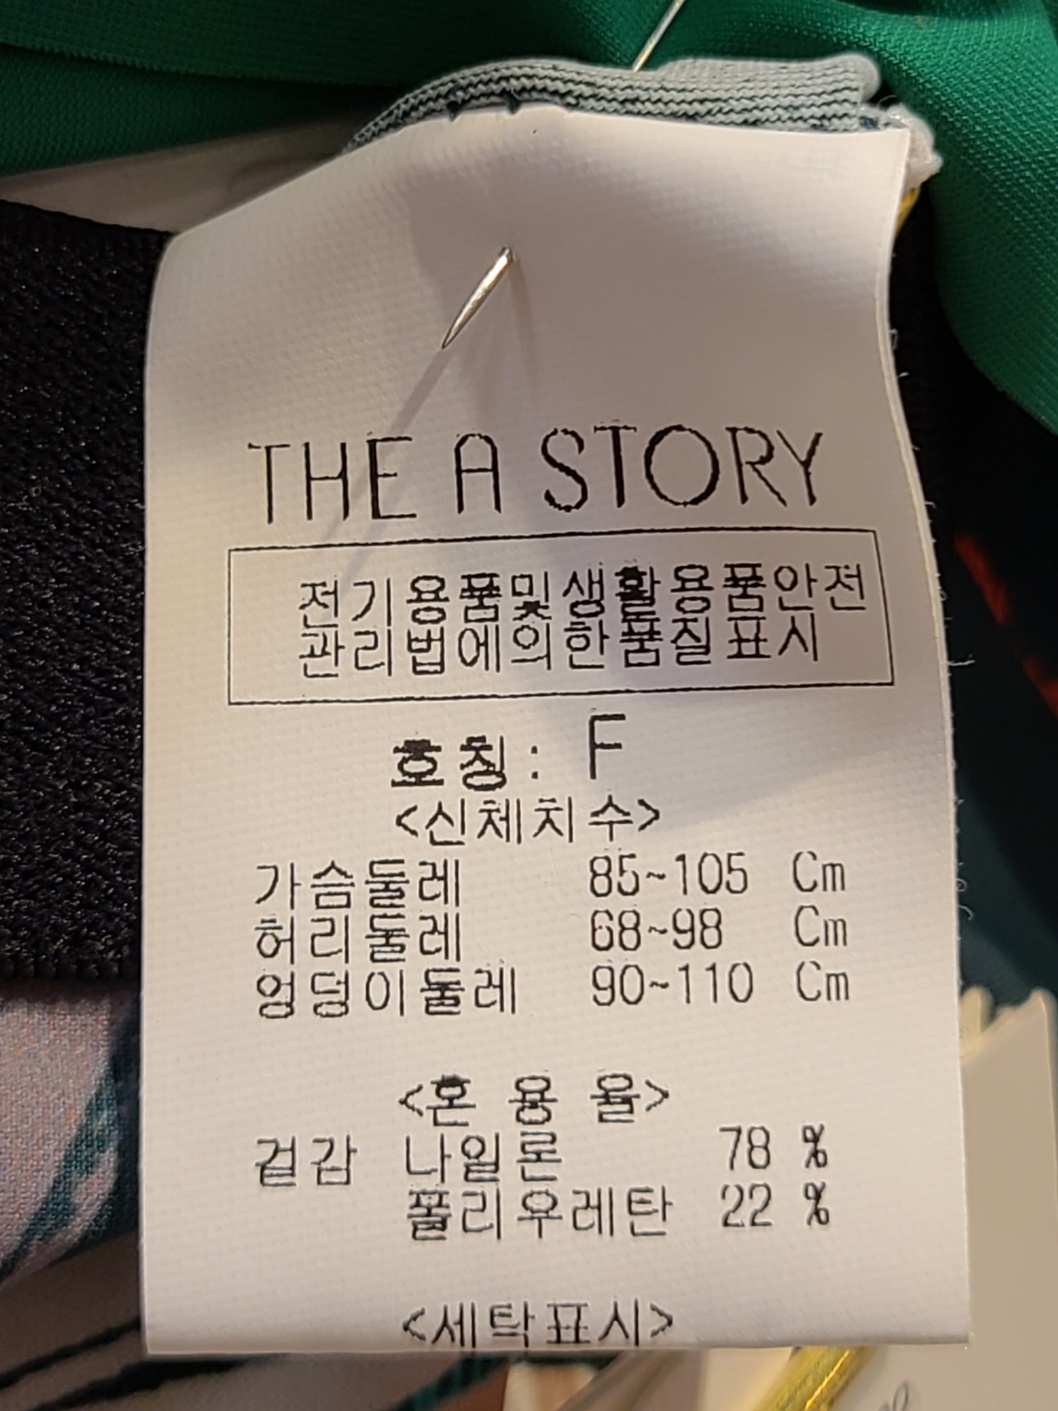 THE A STORY
전기용품및생활용품안전
관리법에의한품질표시
호칭: F
<신체치수>
가슴둘레 85~105 Cm
허리둘레 68~98 Cm
엉덩이둘레 90~110 Cm
<혼 용 율>
겉감 나일론 78 %
폴리우레탄 22 %
<세탁표시>